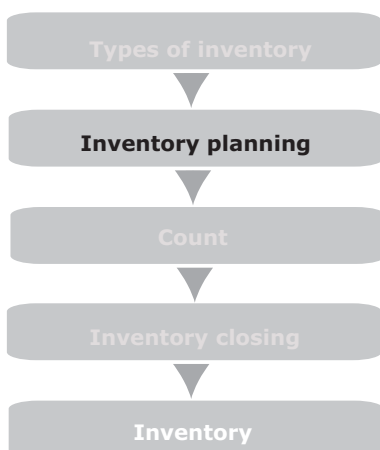 Types of inventory
Inventory planning
Count
Inventory closing
Inventory